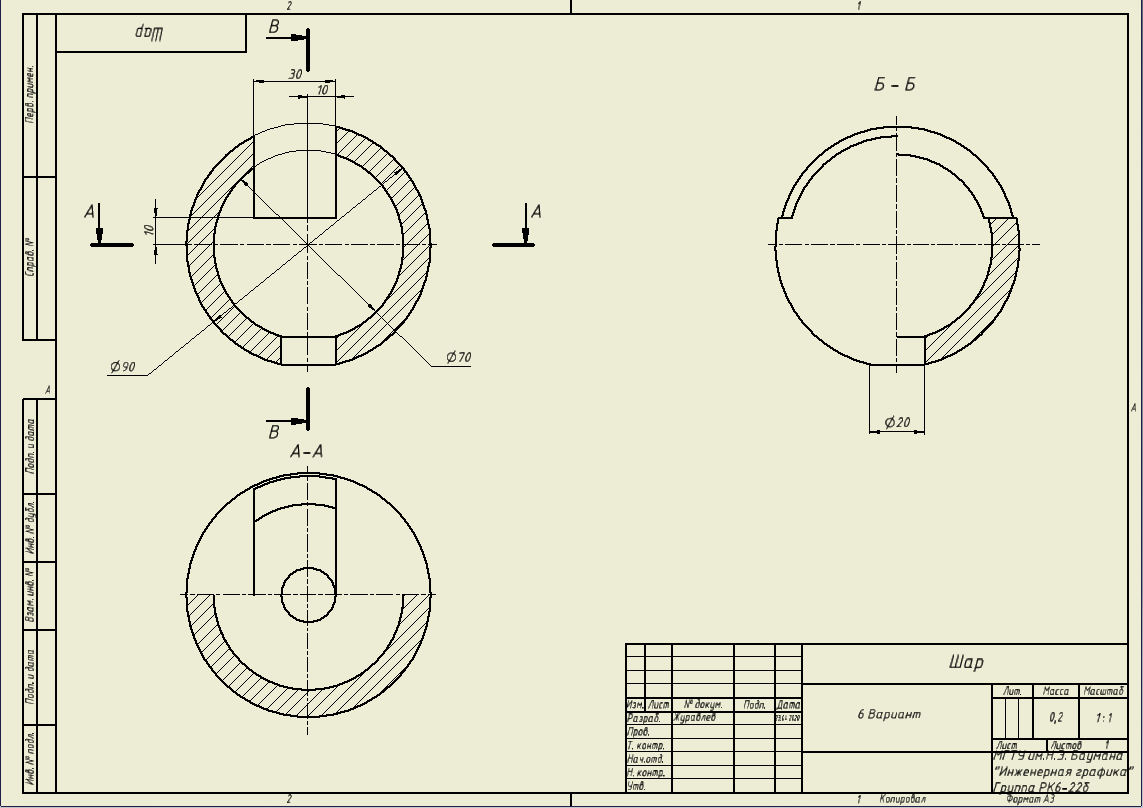 2
1
Шар
Перв. примен.
Справ. №
A
Подп. и дата
Инв. № дубл.
Взам. инв. №
Подп. и дата
Инв. № подл.
В
30
10
А
А
10
Ø90
Ø70
В
Б - Б
Ø20
A
А-А
Шар
6 Вариант
Лит. Масса Масштаб
0,2 1:1
Изм. Лист № докум. Подп. Дата
Разраб. Журавлев
Пров.
Т. контр.
Нач.отд.
Н. контр.
Утв.
Лист Листов 1
МГТУ им.Н.Э. Баумана
"Инженерная графика"
Группа РК6-22б
2
1 Копировал Формат А3